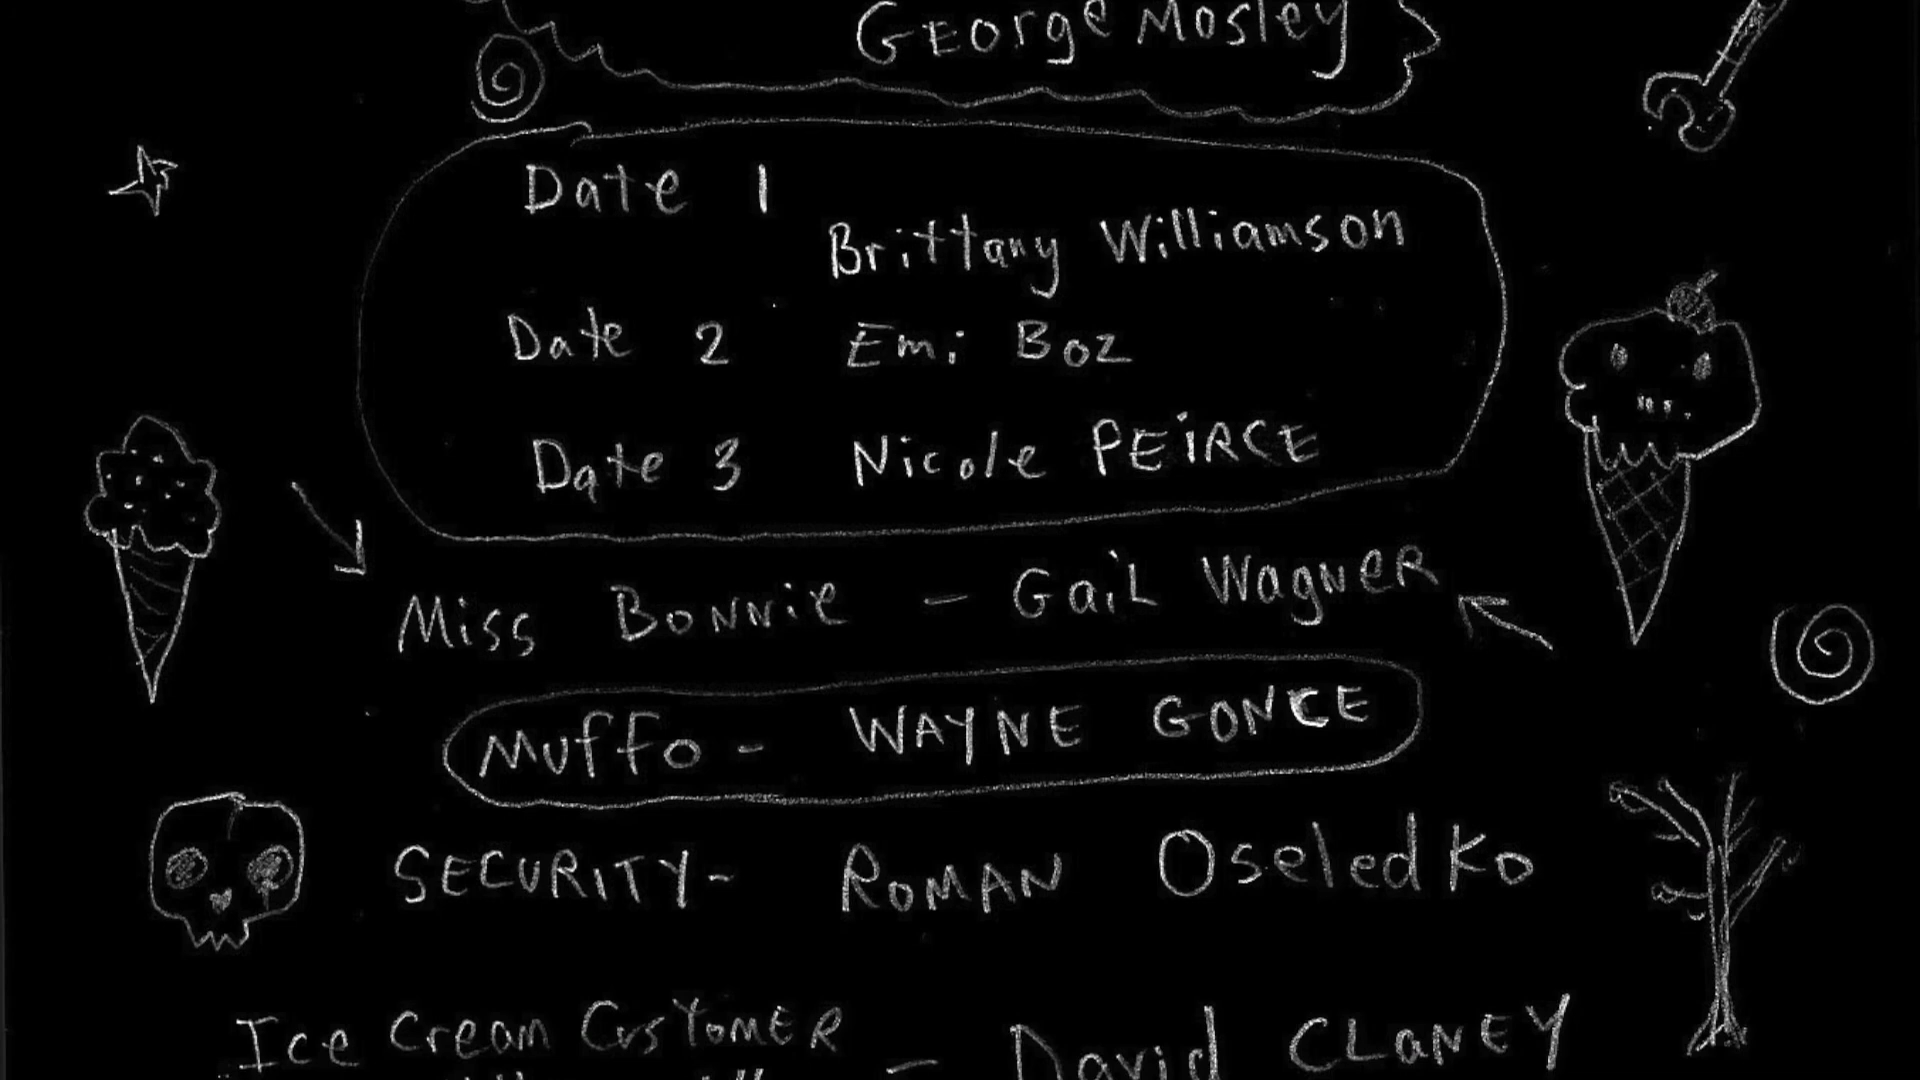 George Mosley
Date 1
Brittany Williamson
Date 2 Emi Boz
Date 3 Nicole PEiRCE
Miss Bonnie - Gail Wagner
Muffo - WAYNE GONCE
SECURITY - ROMAN Oseledko
Ice Cream CusTOMER - David CLANEY